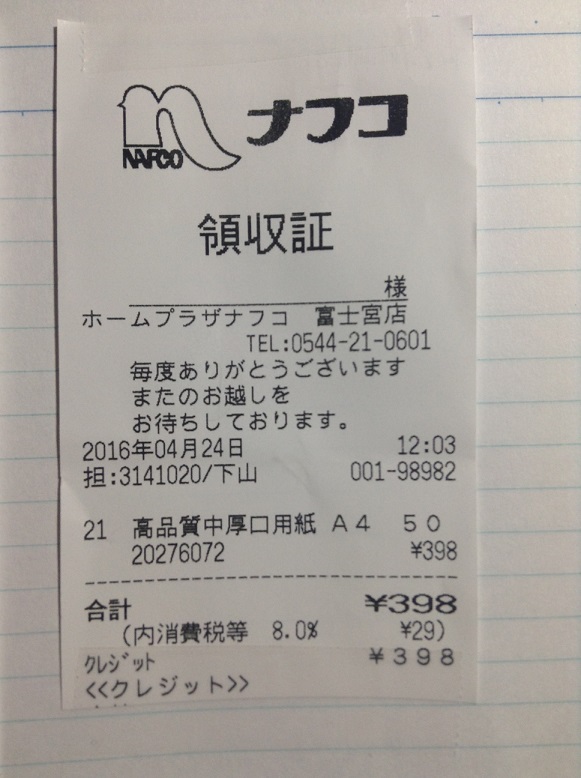 NAFCO ナフコ
領収証
様
ホームプラザナフコ 富士宮店
TEL:0544-21-0601
毎度ありがとうございます
またのお越しを
お待ちしております。
2016年04月24日 12:03
担:3141020/下山 001-98982
21 高品質中厚口用紙 A4 50
20276072 ¥398
合計 ¥398
(内消費税等 8.0% ¥29)
クレジット ¥398
<<クレジット>>